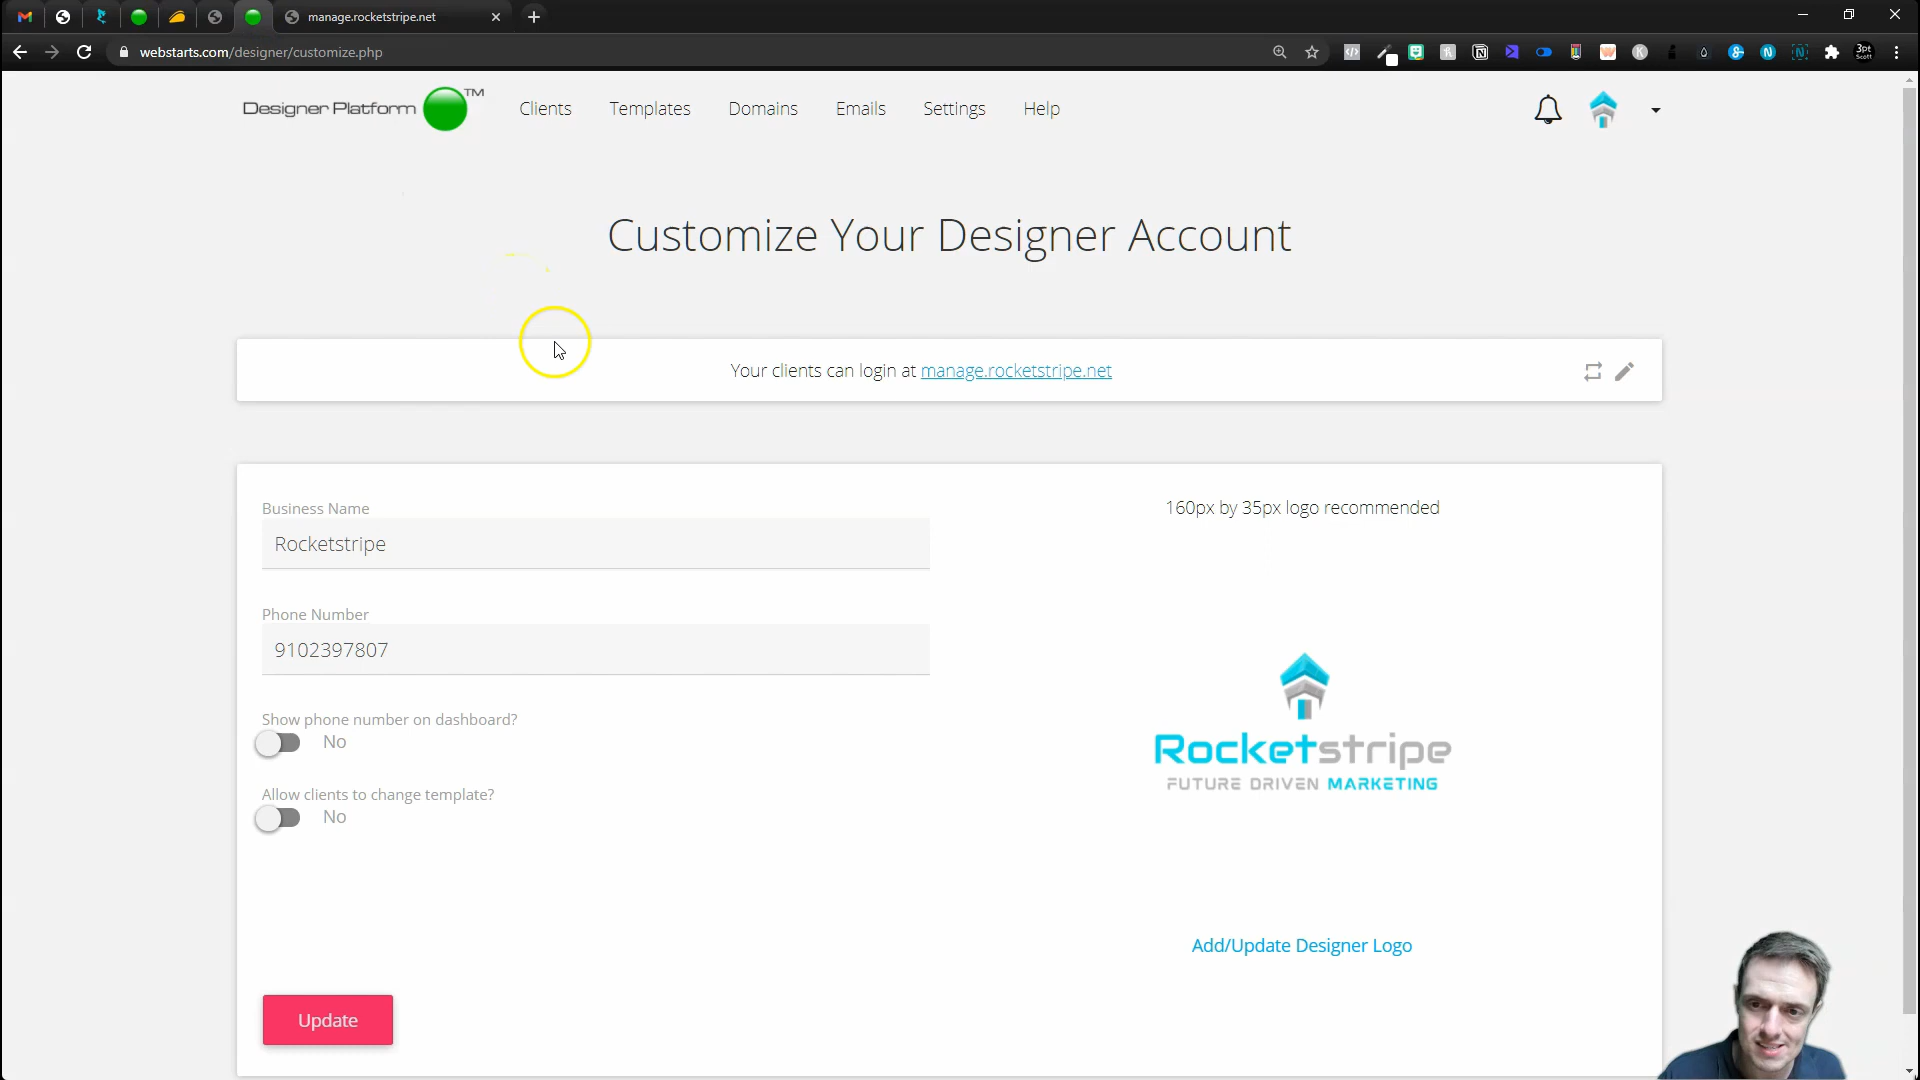 manage.rocketstripe.net
webstarts.com/designer/customize.php
3pt
Scott
Designer Platform TM
Clients
Templates
Domains
Emails
Settings
Help
Customize Your Designer Account
Your clients can login at manage.rocketstripe.net
Business Name
Rocketstripe
Phone Number
9102397807
Show phone number on dashboard?
No
Allow clients to change template?
No
Update
160px by 35px logo recommended
Rocketstripe
FUTURE DRIVEN MARKETING
Add/Update Designer Logo